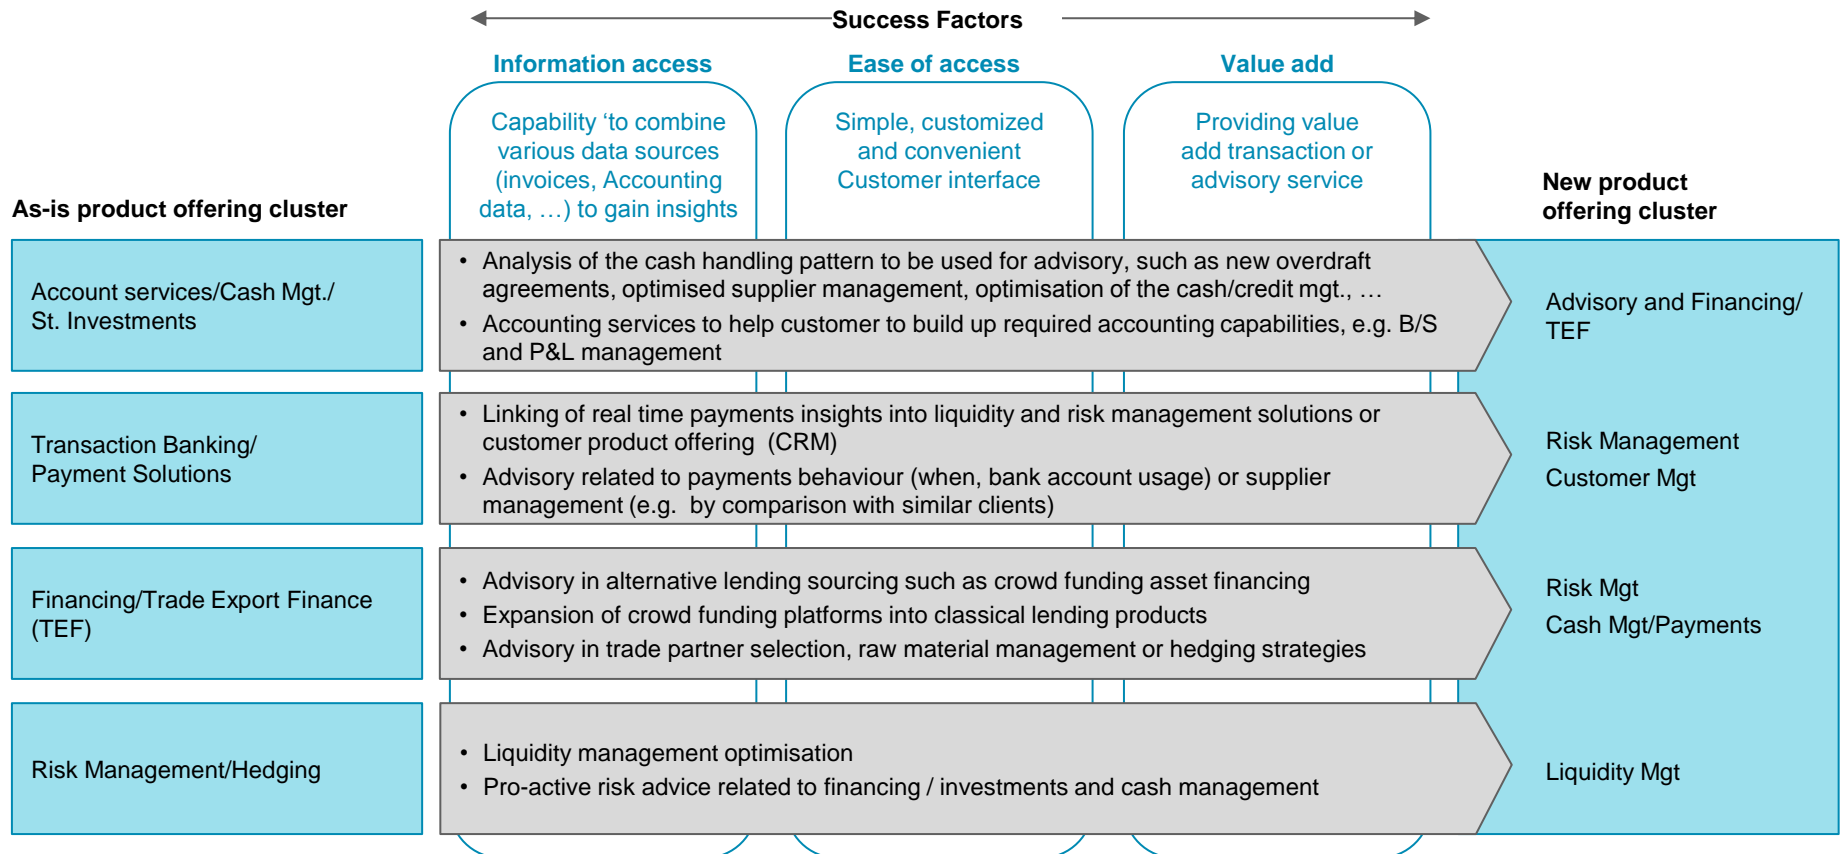 Success Factors
Information access
Ease of access
Value add
Capability ‘to combine
various data sources
(invoices, Accounting
data, …) to gain insights
Simple, customized
and convenient
Customer interface
Providing value
add transaction or
advisory service
As-is product offering cluster
New product
offering cluster
Account services/Cash Mgt./
St. Investments
• Analysis of the cash handling pattern to be used for advisory, such as new overdraft
agreements, optimised supplier management, optimisation of the cash/credit mgt., …
• Accounting services to help customer to build up required accounting capabilities, e.g. B/S
and P&L management
Advisory and Financing/
TEF
Transaction Banking/
Payment Solutions
• Linking of real time payments insights into liquidity and risk management solutions or
customer product offering (CRM)
• Advisory related to payments behaviour (when, bank account usage) or supplier
management (e.g. by comparison with similar clients)
Risk Management
Customer Mgt
Financing/Trade Export Finance
(TEF)
• Advisory in alternative lending sourcing such as crowd funding asset financing
• Expansion of crowd funding platforms into classical lending products
• Advisory in trade partner selection, raw material management or hedging strategies
Risk Mgt
Cash Mgt/Payments
Risk Management/Hedging
• Liquidity management optimisation
• Pro-active risk advice related to financing / investments and cash management
Liquidity Mgt